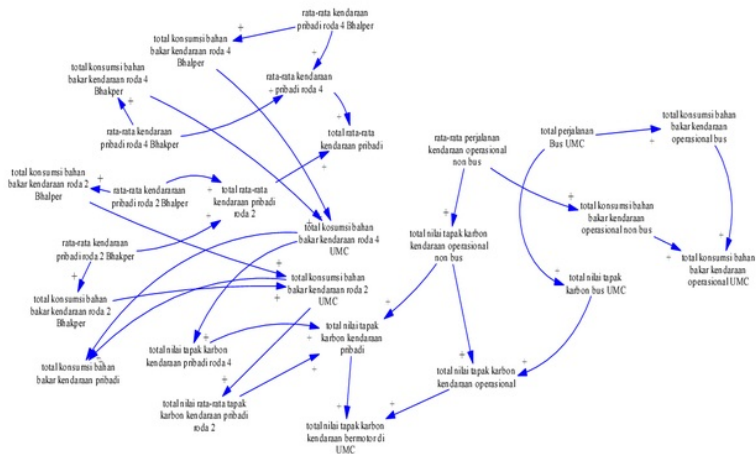 rata-rata kendaraan
pribadi roda 4 Bhalper
total konsumsi bahan
bakar kendaraan roda 4
Bhalper
total konsumsi bahan
bakar kendaraan roda 4
Bhakper
rata-rata kendaraan
pribadi roda 4
rata-rata kendaraan
pribadi roda 4 Bhakper
total rata-rata
kendaraan pribadi
rata-rata perjalanan
kendaraan operasional
non bus
total perjalanan
Bus UMC
total konsumsi bahan
bakar kendaraan
operasional bus
total konsumsi bahan
bakar kendaraan roda 2
Bhalper
rata-rata kendararaan
pribadi roda 2 Bhalper
total rata-rata
kendaraan pribadi
roda 2
total konsumsi bahan
bakar kendaraan
operasional non bus
rata-rata kendaraan
pribadi roda 2 Bhakper
total kosumsi bahan
bakar kendaraan roda 4
UMC
total nilai tapak karbon
kendaraan operasional
non bus
total konsumsi bahan
bakar kendaraan
operasional UMC
total konsumsi bahan
bakar kendaraan roda 2
Bhakper
total konsumsi bahan
bakar kendaraan roda 2
UMC
total nilai tapak
karbon bus UMC
total konsumsi bahan
bakar kendaraan pribadi
total nilai tapak karbon
kendaraan pribadi roda 4
total nilai tapak
karbon kendaraan
pribadi
total nilai tapak karbon
kendaraan operasional
total nilai rata-rata tapak
karbon kendaraan pribadi
roda 2
total nilai tapak karbon
kendaraan bermotor di
UMC